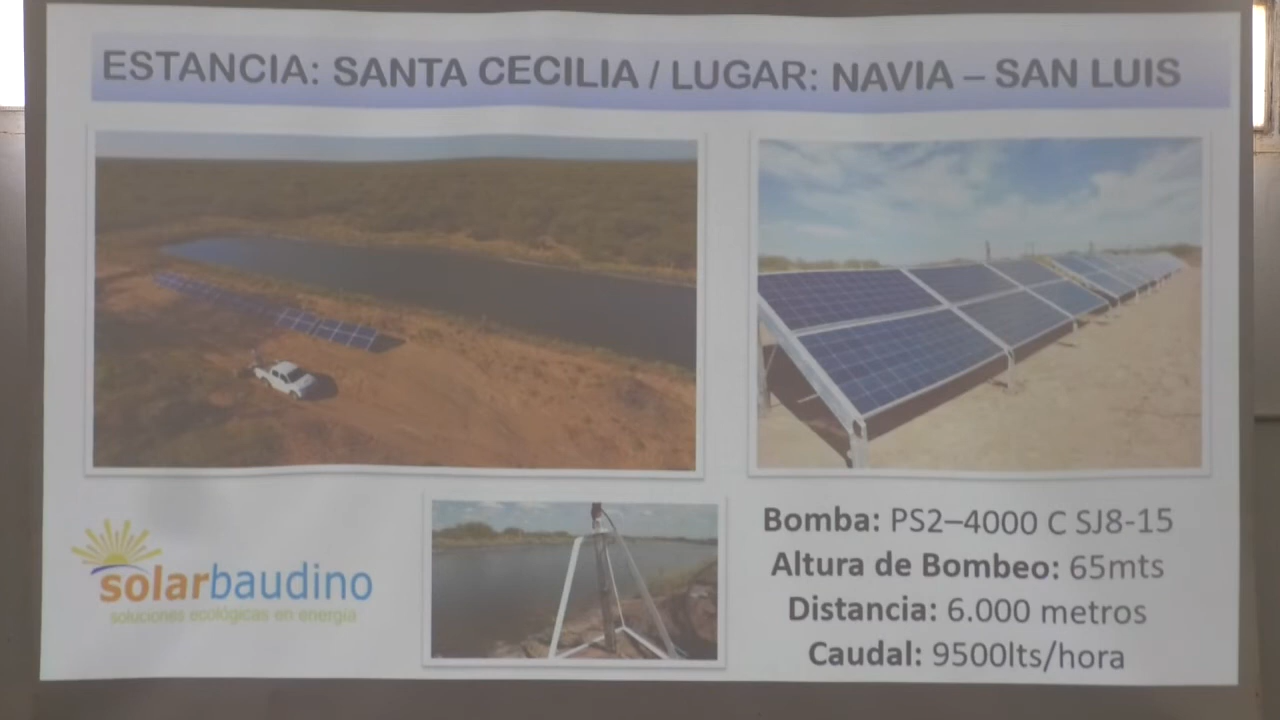 ESTANCIA: SANTA CECILIA / LUGAR: NAVIA – SAN LUIS
solarbaudino
soluciones ecológicas en energía
Bomba: PS2–4000 C SJ8-15
Altura de Bombeo: 65mts
Distancia: 6.000 metros
Caudal: 9500lts/hora